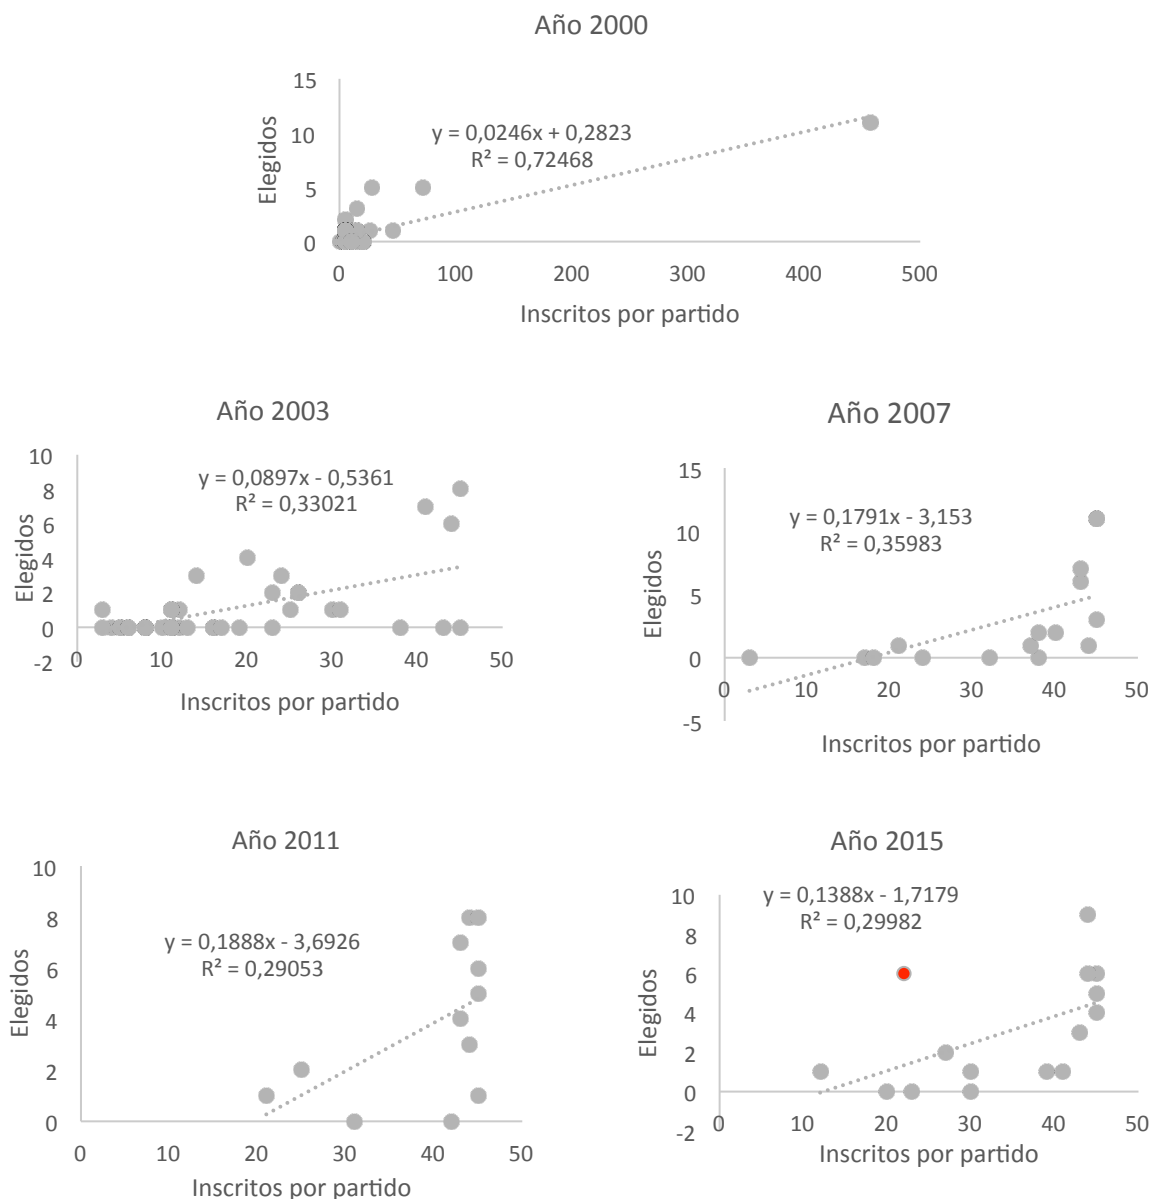 Año 2000
15
10
5
0
Elegidos
y = 0,0246x + 0,2823
R² = 0,72468
0 100 200 300 400 500
Inscritos por partido
Año 2003
10
8
6
4
2
0
-2
Elegidos
y = 0,0897x - 0,5361
R² = 0,33021
0 10 20 30 40 50
Inscritos por partido
Año 2007
15
10
5
0
-5
Elegidos
y = 0,1791x - 3,153
R² = 0,35983
0 10 20 30 40 50
Inscritos por partido
Año 2011
10
8
6
4
2
0
Elegidos
y = 0,1888x - 3,6926
R² = 0,29053
0 10 20 30 40 50
Inscritos por partido
Año 2015
10
8
6
4
2
0
-2
Elegidos
y = 0,1388x - 1,7179
R² = 0,29982
0 10 20 30 40 50
Inscritos por partido